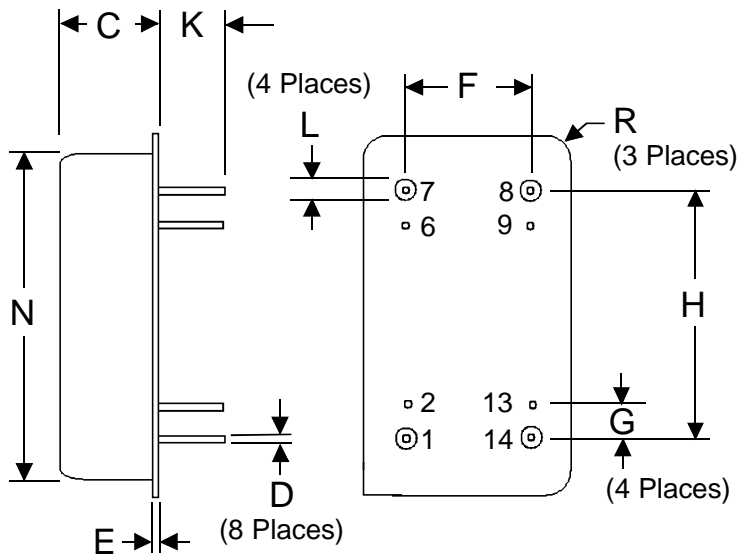 C K
(4 Places) F
L
R
(3 Places)
7 8
6 9
N
H
2 13
G
1 14
D
(4 Places)
(8 Places)
E